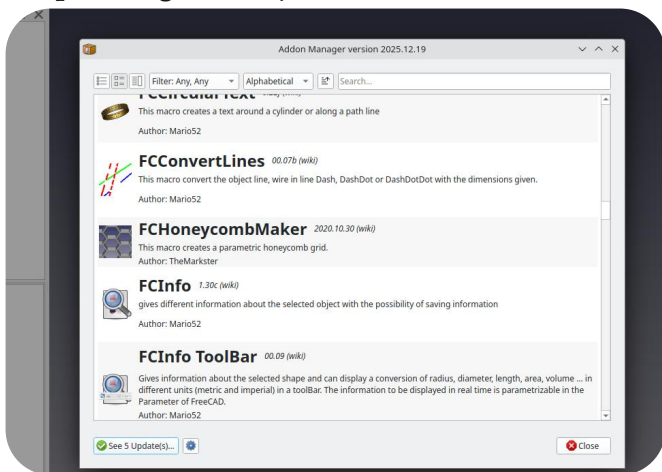 Addon Manager version 2025.12.19
Filter: Any, Any
Alphabetical
Search...
FCCircularText
This macro creates a text around a cylinder or along a path line
Author: Mario52
FCConvertLines 00.07b (wiki)
This macro convert the object line, wire in line Dash, DashDot or DashDotDot with the dimensions given.
Author: Mario52
FCHoneycombMaker 2020.10.30 (wiki)
This macro creates a parametric honeycomb grid.
Author: TheMarkster
FCInfo 1.30c (wiki)
gives different information about the selected object with the possibility of saving information
Author: Mario52
FCInfo ToolBar 00.09 (wiki)
Gives information about the selected shape and can display a conversion of radius, diameter, length, area, volume ... in
different units (metric and imperial) in a toolBar. The information to be displayed in real time is parametrizable in the
Parameter of FreeCAD.
Author: Mario52
See 5 Update(s)...
Close